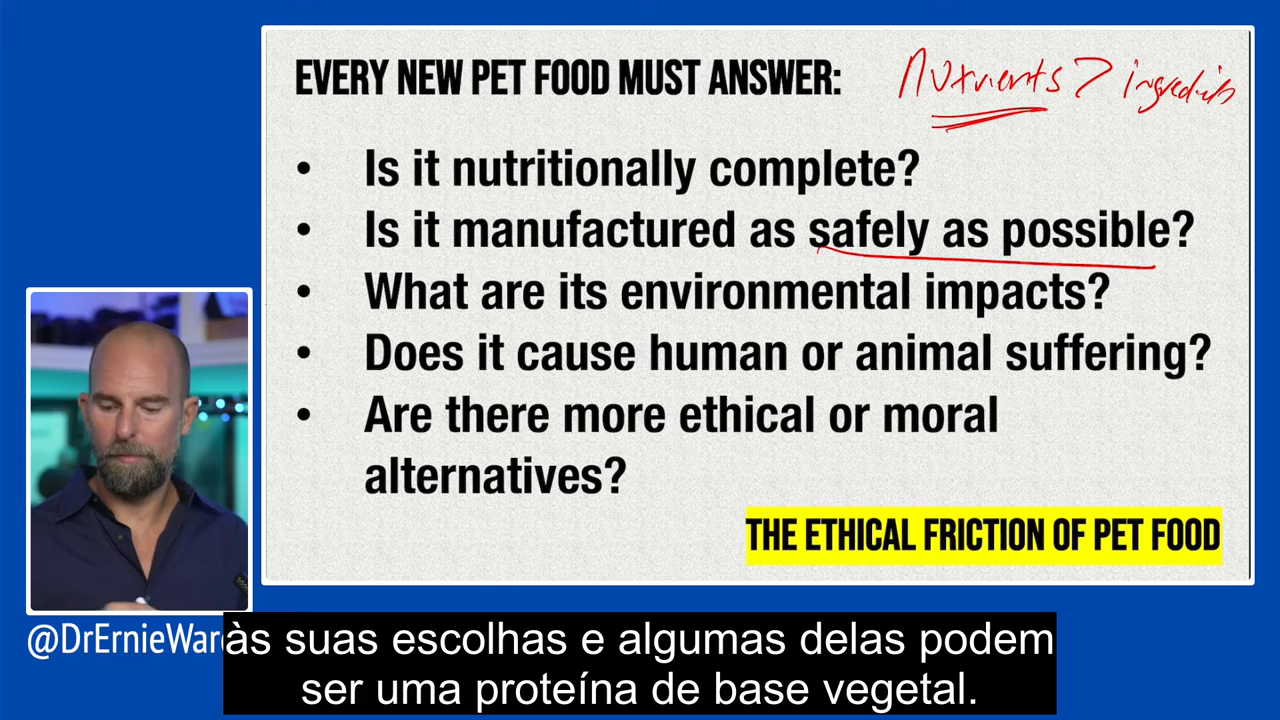 EVERY NEW PET FOOD MUST ANSWER:
Nutrients > ingredients
• Is it nutritionally complete?
• Is it manufactured as safely as possible?
• What are its environmental impacts?
• Does it cause human or animal suffering?
• Are there more ethical or moral
alternatives?
THE ETHICAL FRICTION OF PET FOOD
@DrErnieWar
às suas escolhas e algumas delas podem
ser uma proteína de base vegetal.